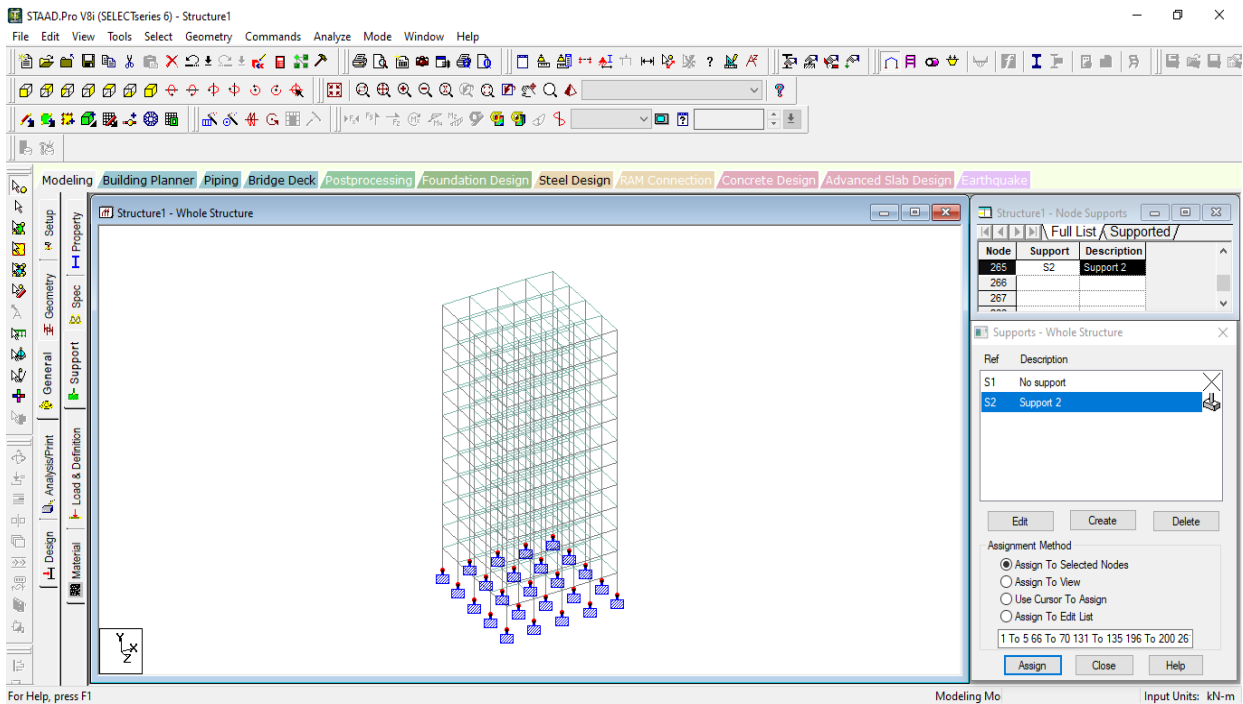 STAAD.Pro V8i (SELECTseries 6) - Structure1
File Edit View Tools Select Geometry Commands Analyze Mode Window Help
Modeling Building Planner Piping Bridge Deck Postprocessing Foundation Design Steel Design RAM Connection Concrete Design Advanced Slab Design Earthquake
Setup
Geometry
General
Analysis/Print
Design
Property
Spec
Support
Load & Definition
Material
Structure1 - Whole Structure
Y
X
Z
Structure1 - Node Supports
Full List Supported
Node Support Description
265 S2 Support 2
266
267
Supports - Whole Structure
Ref Description
S1 No support
S2 Support 2
Edit Create Delete
Assignment Method
Assign To Selected Nodes
Assign To View
Use Cursor To Assign
Assign To Edit List
1 To 5 66 To 70 131 To 135 196 To 200 26
Assign Close Help
For Help, press F1
Modeling Mo
Input Units: kN-m